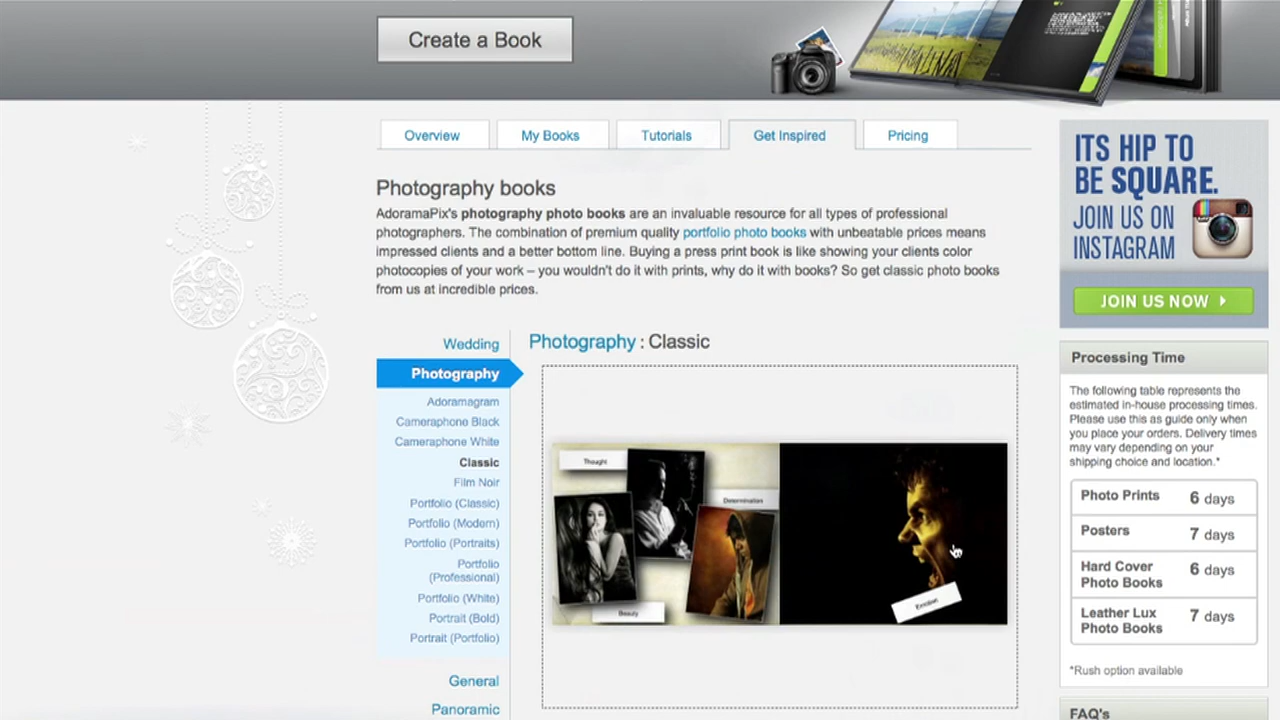 Create a Book
Overview
My Books
Tutorials
Get Inspired
Pricing
Photography books
AdoramaPix's photography photo books are an invaluable resource for all types of professional
photographers. The combination of premium quality portfolio photo books with unbeatable prices means
impressed clients and a better bottom line. Buying a press print book is like showing your clients color
photocopies of your work – you wouldn't do it with prints, why do it with books? So get classic photo books
from us at incredible prices.
Wedding
Photography
Adoramagram
Cameraphone Black
Cameraphone White
Classic
Film Noir
Portfolio (Classic)
Portfolio (Modern)
Portfolio (Portraits)
Portfolio
(Professional)
Portfolio (White)
Portrait (Bold)
Portrait (Portfolio)
General
Panoramic
Photography : Classic
Thought
Determination
Beauty
Emotion
ITS HIP TO
BE SQUARE.
JOIN US ON
INSTAGRAM
JOIN US NOW
Processing Time
The following table represents the
estimated in-house processing times.
Please use this as guide only when
you place your orders. Delivery times
may vary depending on your
shipping choice and location.*
Photo Prints 6 days
Posters 7 days
Hard Cover
Photo Books 6 days
Leather Lux
Photo Books 7 days
*Rush option available
FAQ's